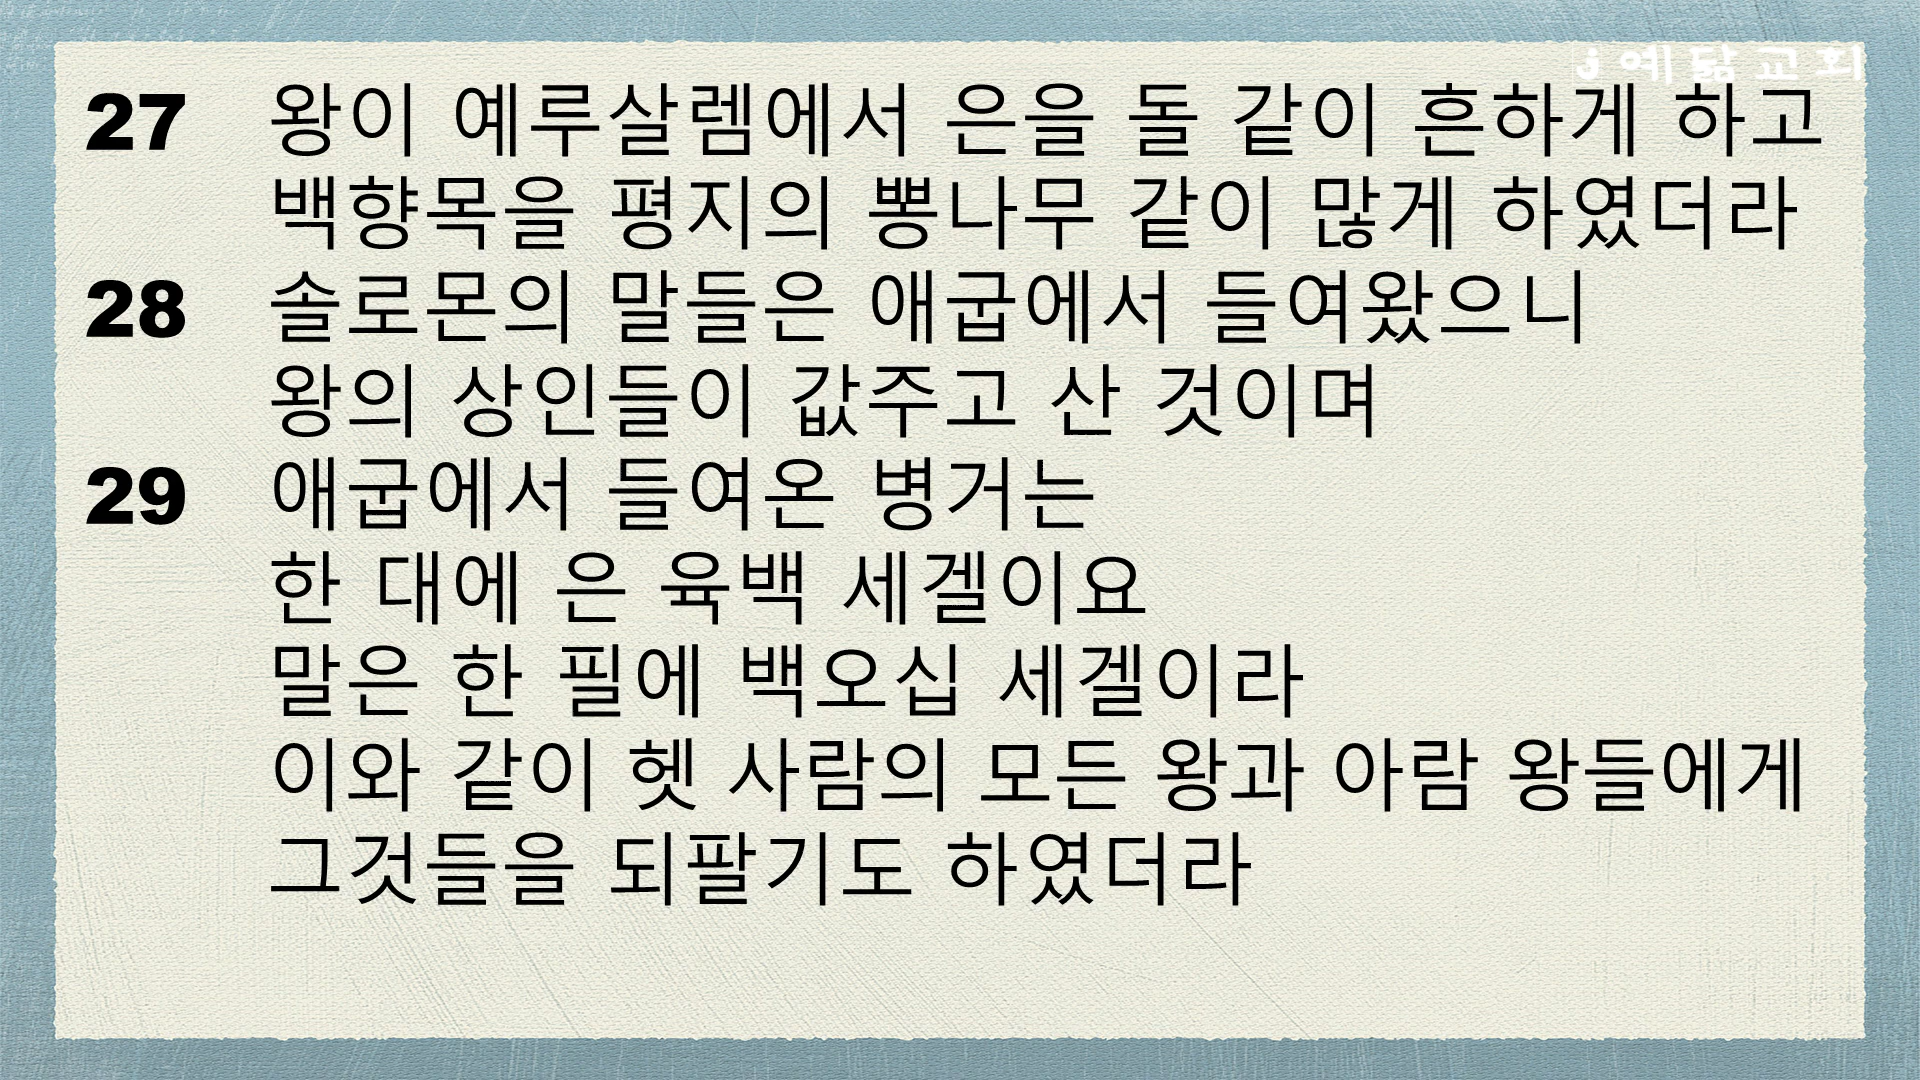 j 예닮교회
27 왕이 예루살렘에서 은을 돌 같이 흔하게 하고
백향목을 평지의 뽕나무 같이 많게 하였더라
28 솔로몬의 말들은 애굽에서 들여왔으니
왕의 상인들이 값주고 산 것이며
29 애굽에서 들여온 병거는
한 대에 은 육백 세겔이요
말은 한 필에 백오십 세겔이라
이와 같이 헷 사람의 모든 왕과 아람 왕들에게
그것들을 되팔기도 하였더라